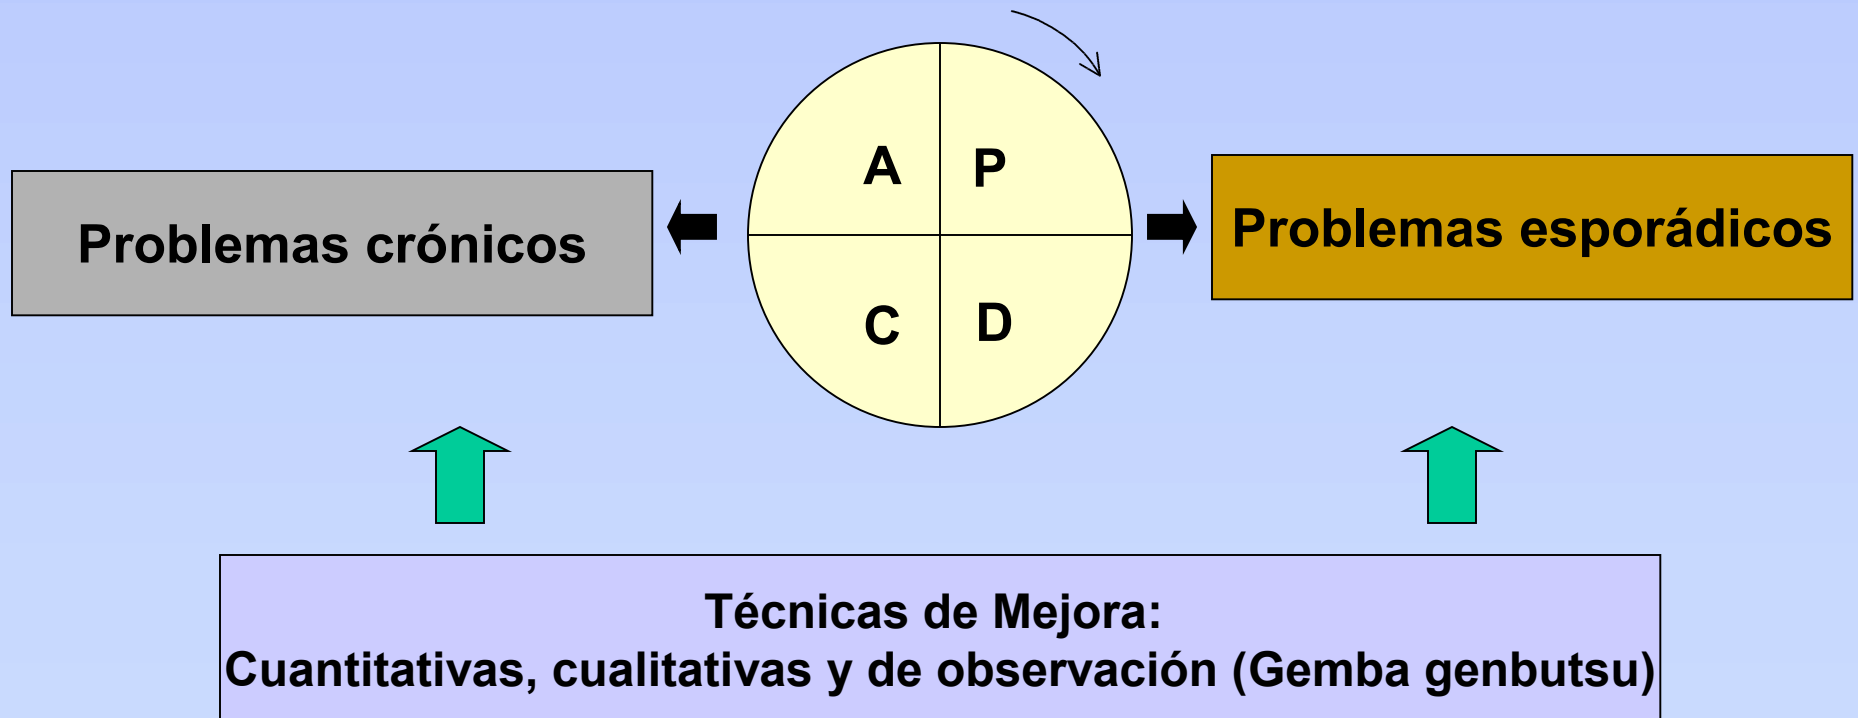 A P
Problemas crónicos
Problemas esporádicos
C D
Técnicas de Mejora:
Cuantitativas, cualitativas y de observación (Gemba genbutsu)